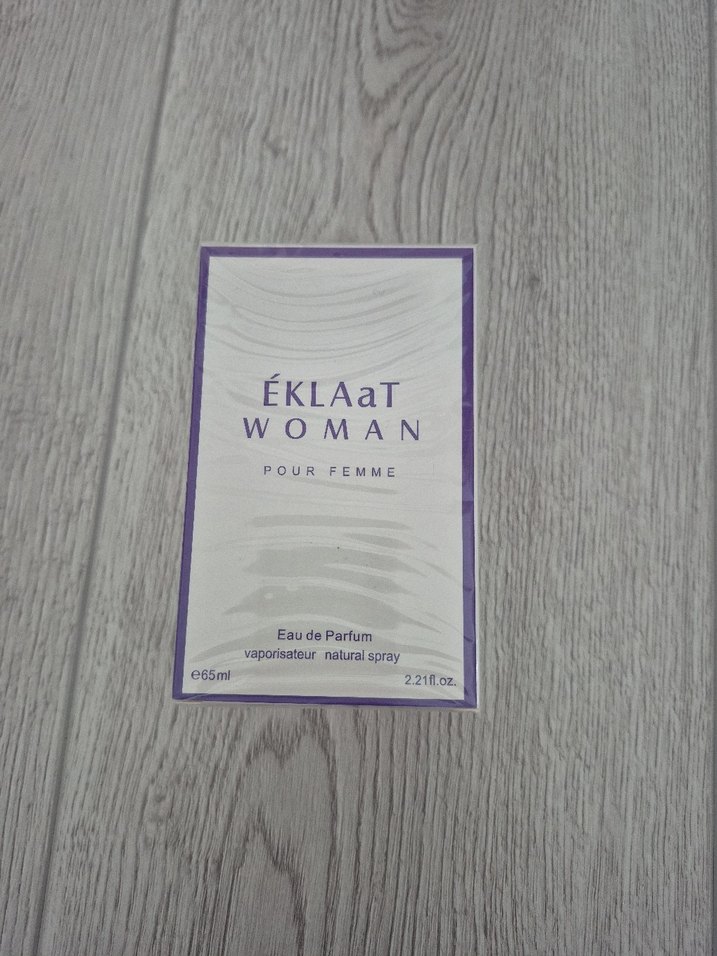 ÉKLAaT
WOMAN
POUR FEMME
Eau de Parfum
vaporisateur natural spray
℮65ml 2.21fl.oz.